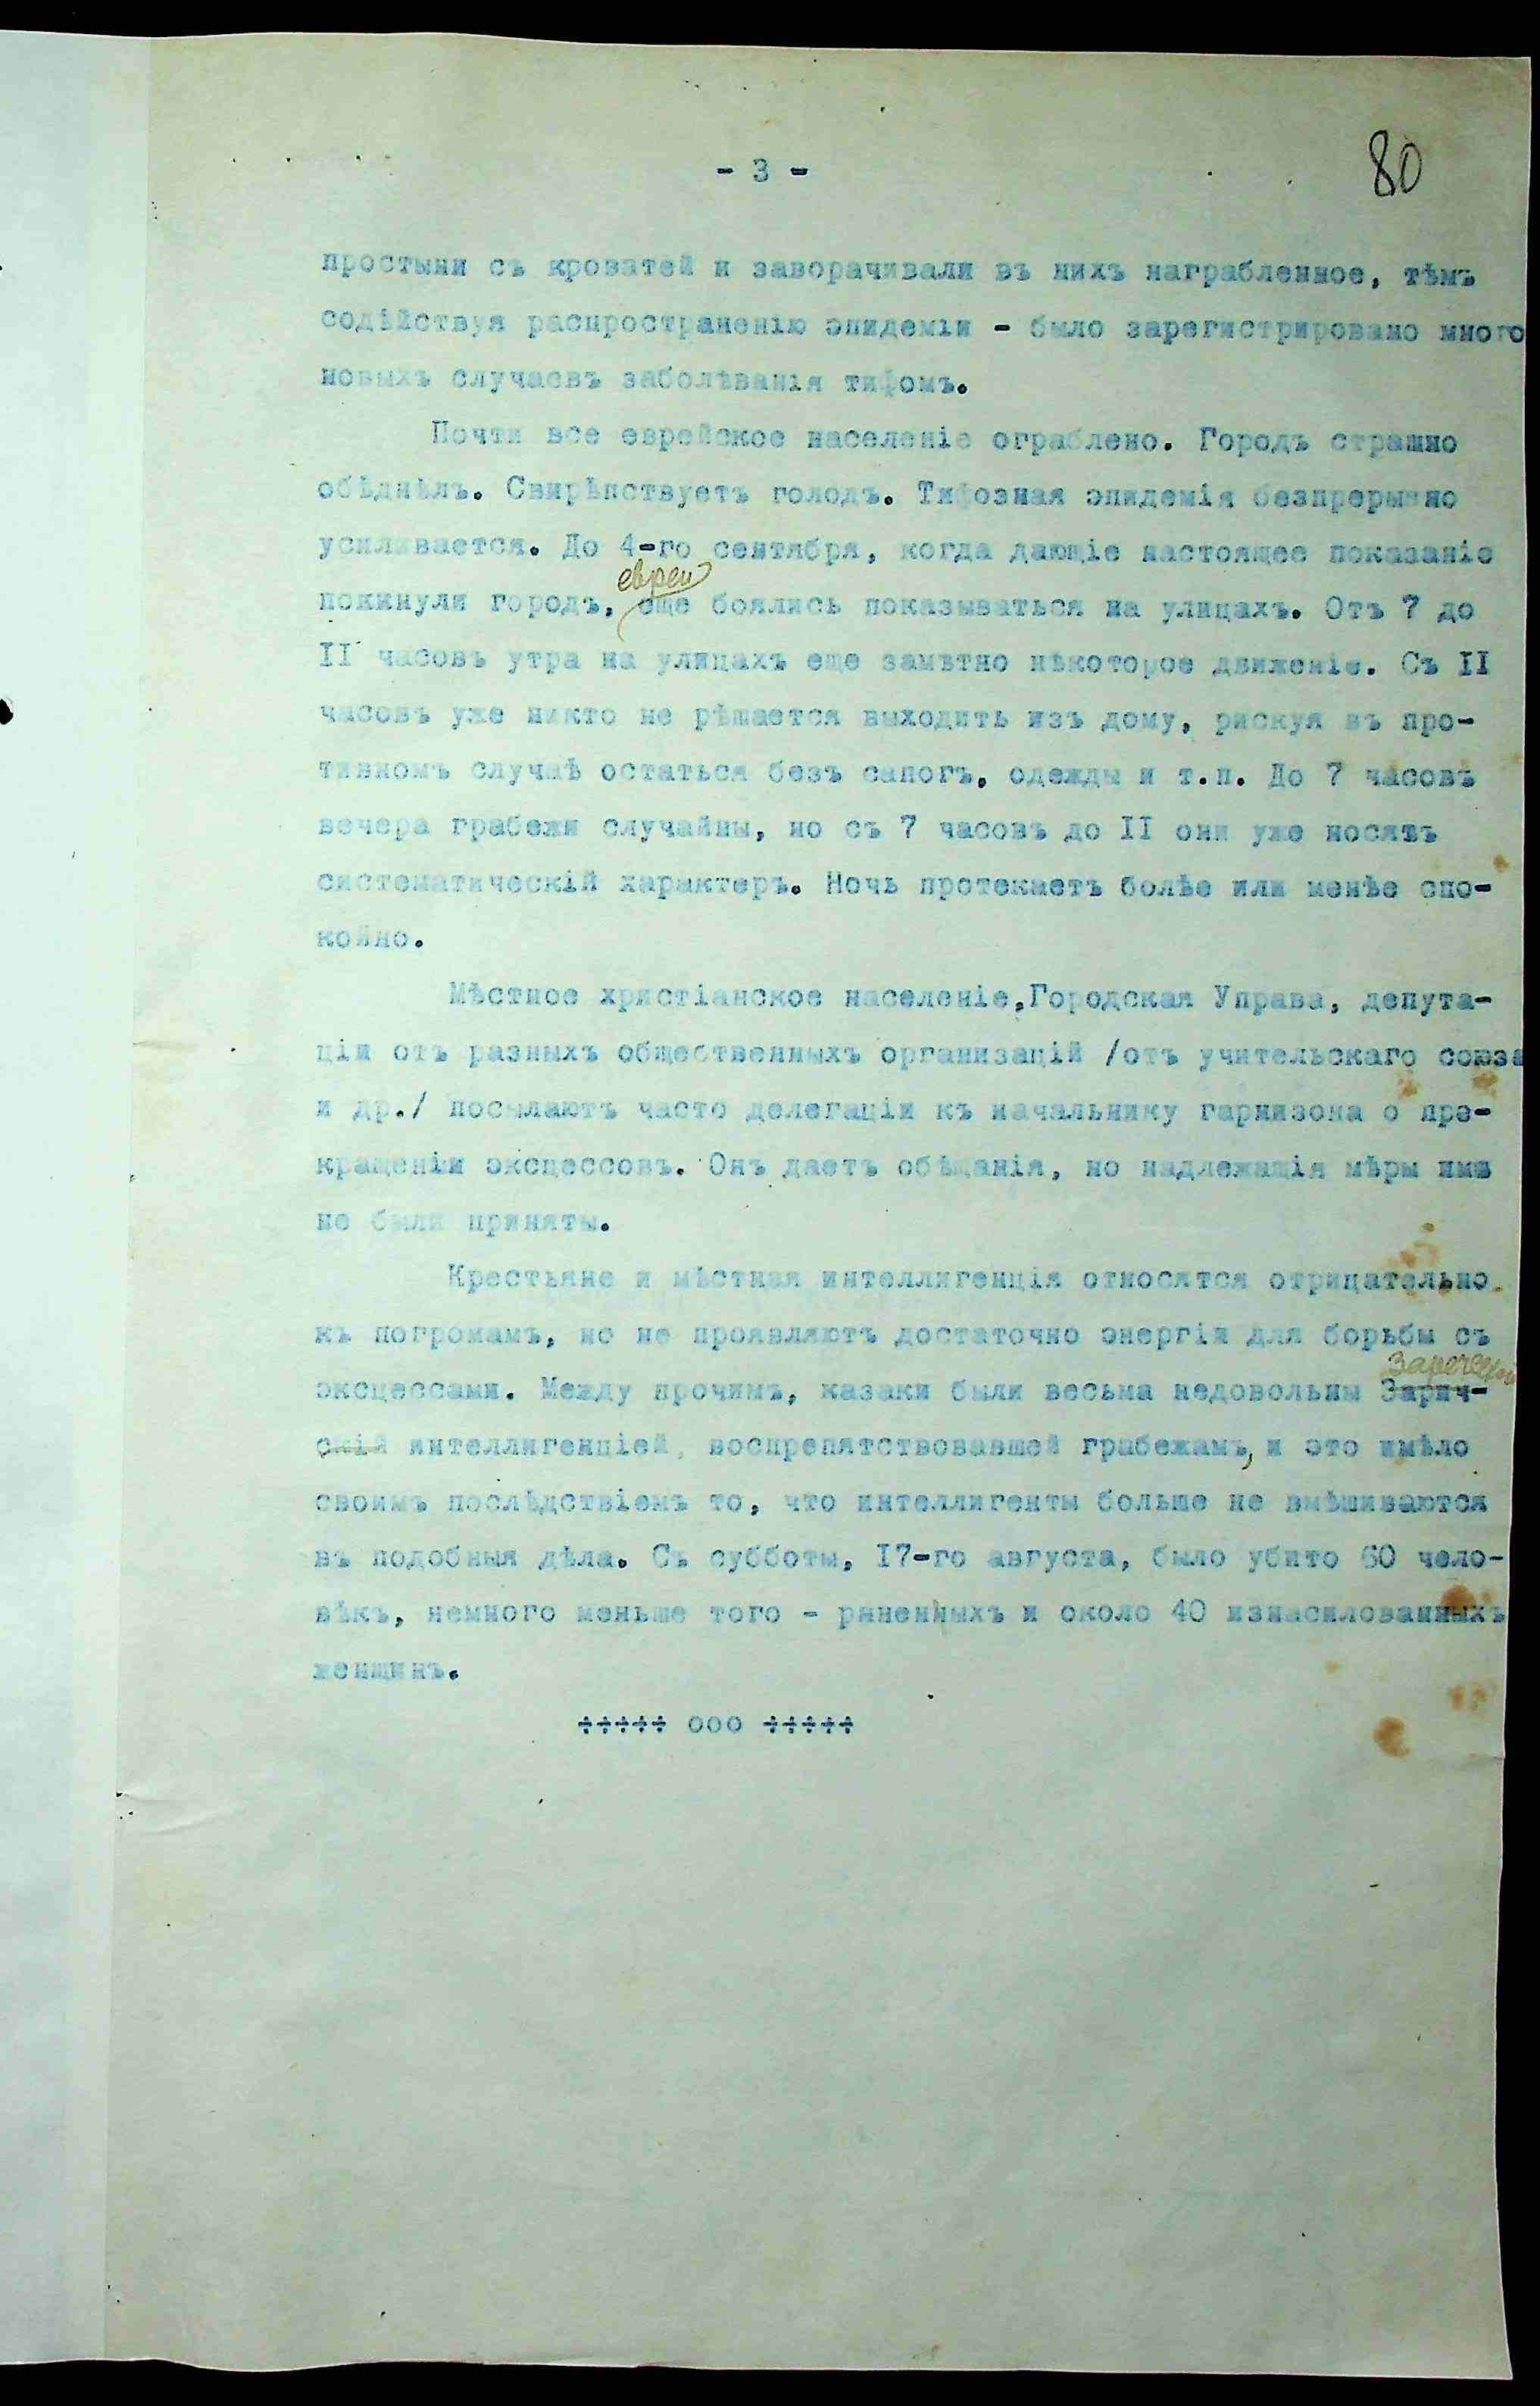 - 3 -
80
простыни съ кроватей и заворачивали въ нихъ награбленное, тѣмъ
содѣйствуя распространенію эпидеміи - было зарегистрировано много
новыхъ случаевъ заболѣванія тифомъ.
Почти все еврейское населеніе ограблено. Городъ страшно
обѣднѣлъ. Свирѣпствуетъ голодъ. Тифозная эпидемія безпрерывно
усиливается. До 4-го сентября, когда дающіе настоящее показаніе
евреи
покинули городъ, еще боялись показываться на улицахъ. Отъ 7 до
II часовъ утра на улицахъ еще замѣтно нѣкоторое движеніе. Съ II
часовъ уже никто не рѣшается выходить изъ дому, рискуя въ про-
тивномъ случаѣ остаться безъ сапогъ, одежды и т.п. До 7 часовъ
вечера грабежи случайны, но съ 7 часовъ до II они уже носятъ
систематическій характеръ. Ночь протекаетъ болѣе или менѣе спо-
койно.
Мѣстное христіанское населеніе,Городская Управа, депута-
ціи отъ разныхъ общественныхъ организацій /отъ учительскаго союза
и др./ посылаютъ часто делегаціи къ начальнику гарнизона о пре-
кращеніи эксцессовъ. Онъ даетъ обѣщанія, но надлежащія мѣры имъ
не были приняты.
Крестьяне и мѣстная интеллигенція относятся отрицательно
къ погромамъ, но не проявляютъ достаточно энергіи для борьбы съ
эксцессами. Между прочимъ, казаки были весьма недовольны Зарич-
ской интеллигенціей, воспрепятствовавшей грабежамъ, и это имѣло
своимъ послѣдствіемъ то, что интеллигенты больше не вмѣшиваются
въ подобныя дѣла. Съ субботы, I7-го августа, было убито 60 чело-
вѣкъ, немного меньше того - раненныхъ и около 40 изнасилованныхъ
женщинъ.
+++++ ооо +++++